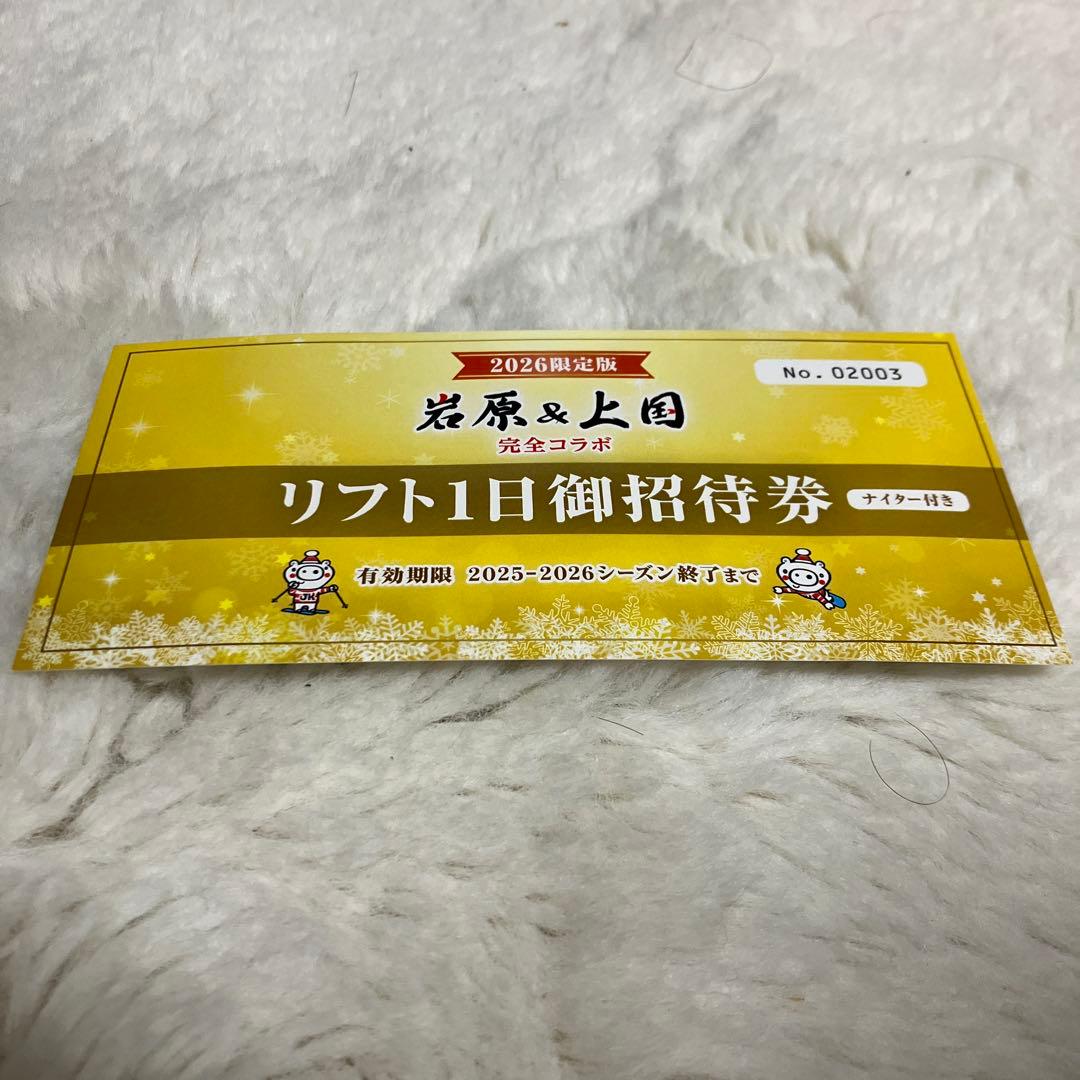 2026限定版
No.02003
岩原&上国
完全コラボ
リフト1日御招待券
ナイター付き
有効期限 2025-2026シーズン終了まで
JK